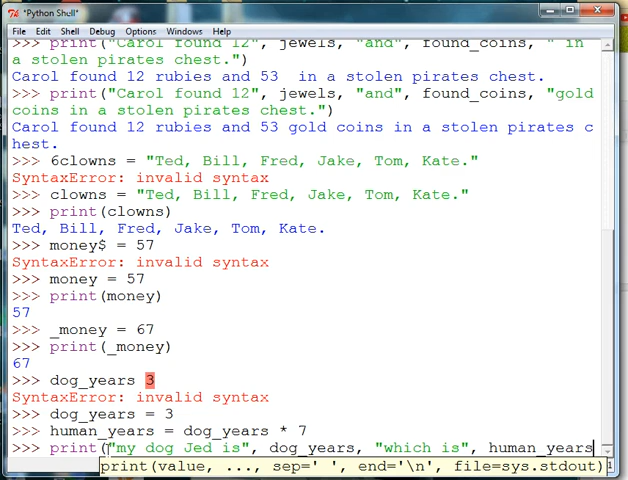 *Python Shell*
File Edit Shell Debug Options Windows Help
>>> print("Carol found 12", jewels, "and", found_coins, " in
a stolen pirates chest.")
Carol found 12 rubies and 53  in a stolen pirates chest.
>>> print("Carol found 12", jewels, "and", found_coins, "gold
coins in a stolen pirates chest.")
Carol found 12 rubies and 53 gold coins in a stolen pirates c
hest.
>>> 6clowns = "Ted, Bill, Fred, Jake, Tom, Kate."
SyntaxError: invalid syntax
>>> clowns = "Ted, Bill, Fred, Jake, Tom, Kate."
>>> print(clowns)
Ted, Bill, Fred, Jake, Tom, Kate.
>>> money$ = 57
SyntaxError: invalid syntax
>>> money = 57
>>> print(money)
57
>>> _money = 67
>>> print(_money)
67
>>> dog_years 3
SyntaxError: invalid syntax
>>> dog_years = 3
>>> human_years = dog_years * 7
>>> print("my dog Jed is", dog_years, "which is", human_years
print(value, ..., sep=' ', end='\n', file=sys.stdout)